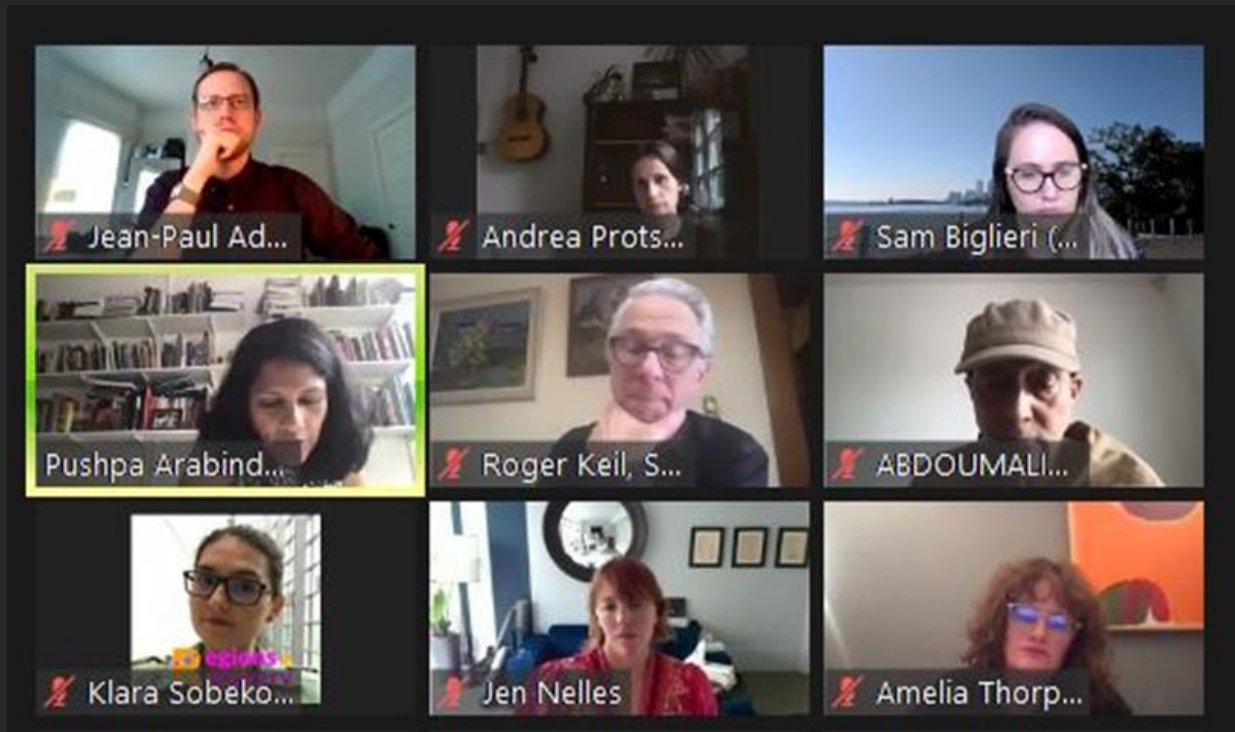 Jean-Paul Ad...
Andrea Prots...
Sam Biglieri (...
Pushpa Arabind...
Roger Keil, S...
ABDOUMALI...
Klara Sobeko...
Jen Nelles
Amelia Thorp...